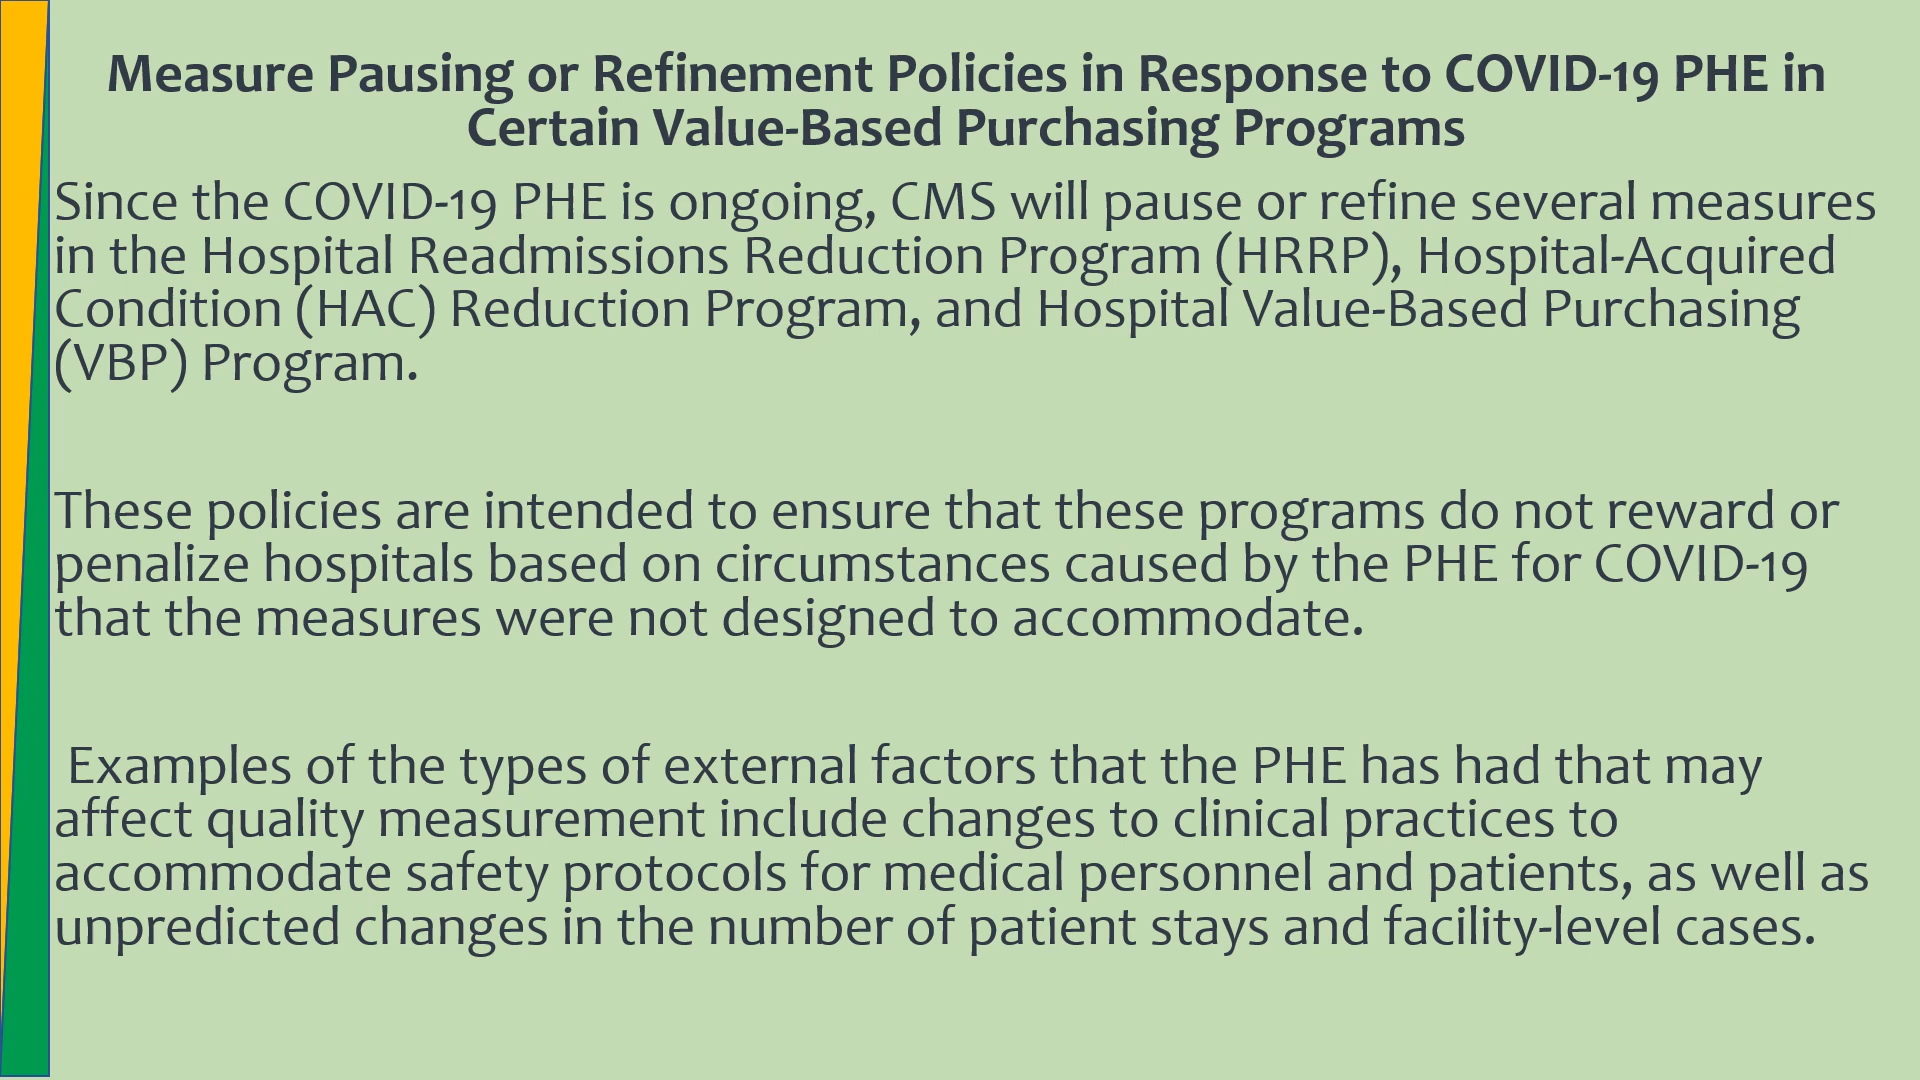 Measure Pausing or Refinement Policies in Response to COVID-19 PHE in
Certain Value-Based Purchasing Programs
Since the COVID-19 PHE is ongoing, CMS will pause or refine several measures
in the Hospital Readmissions Reduction Program (HRRP), Hospital-Acquired
Condition (HAC) Reduction Program, and Hospital Value-Based Purchasing
(VBP) Program.
These policies are intended to ensure that these programs do not reward or
penalize hospitals based on circumstances caused by the PHE for COVID-19
that the measures were not designed to accommodate.
Examples of the types of external factors that the PHE has had that may
affect quality measurement include changes to clinical practices to
accommodate safety protocols for medical personnel and patients, as well as
unpredicted changes in the number of patient stays and facility-level cases.